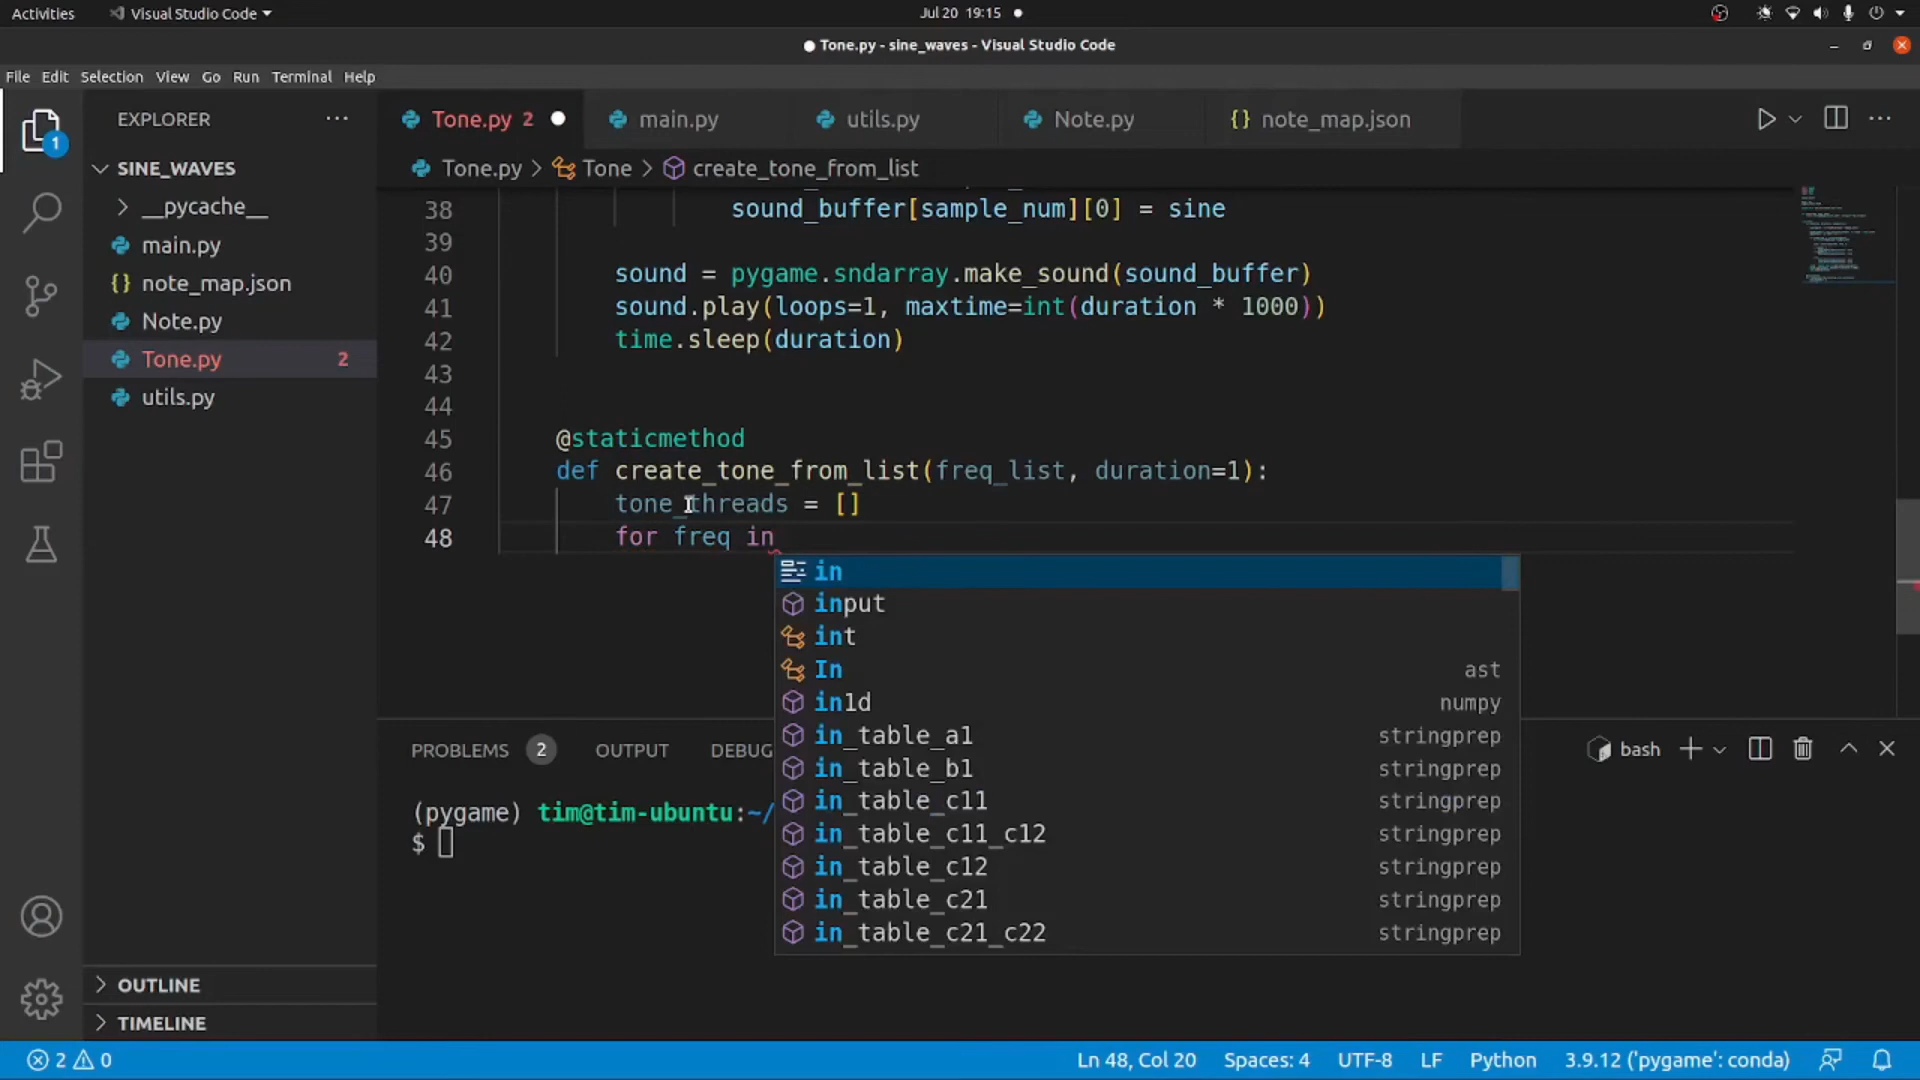 Activities Visual Studio Code Jul 20 19:15
Tone.py - sine_waves - Visual Studio Code
File Edit Selection View Go Run Terminal Help
EXPLORER
Tone.py 2 main.py utils.py Note.py {} note_map.json
SINE_WAVES
Tone.py > Tone > create_tone_from_list
__pycache__
main.py
{} note_map.json
Note.py
Tone.py 2
utils.py
1
38 sound_buffer[sample_num][0] = sine
39
40 sound = pygame.sndarray.make_sound(sound_buffer)
41 sound.play(loops=1, maxtime=int(duration * 1000))
42 time.sleep(duration)
43
44
45 @staticmethod
46 def create_tone_from_list(freq_list, duration=1):
47 tone_threads = []
48 for freq in
in
input
int
In ast
in1d numpy
in_table_a1 stringprep
in_table_b1 stringprep
in_table_c11 stringprep
in_table_c11_c12 stringprep
in_table_c12 stringprep
in_table_c21 stringprep
in_table_c21_c22 stringprep
PROBLEMS 2 OUTPUT DEBUG bash
(pygame) tim@tim-ubuntu:~/
$
OUTLINE
TIMELINE
2 0 Ln 48, Col 20 Spaces: 4 UTF-8 LF Python 3.9.12 ('pygame': conda)